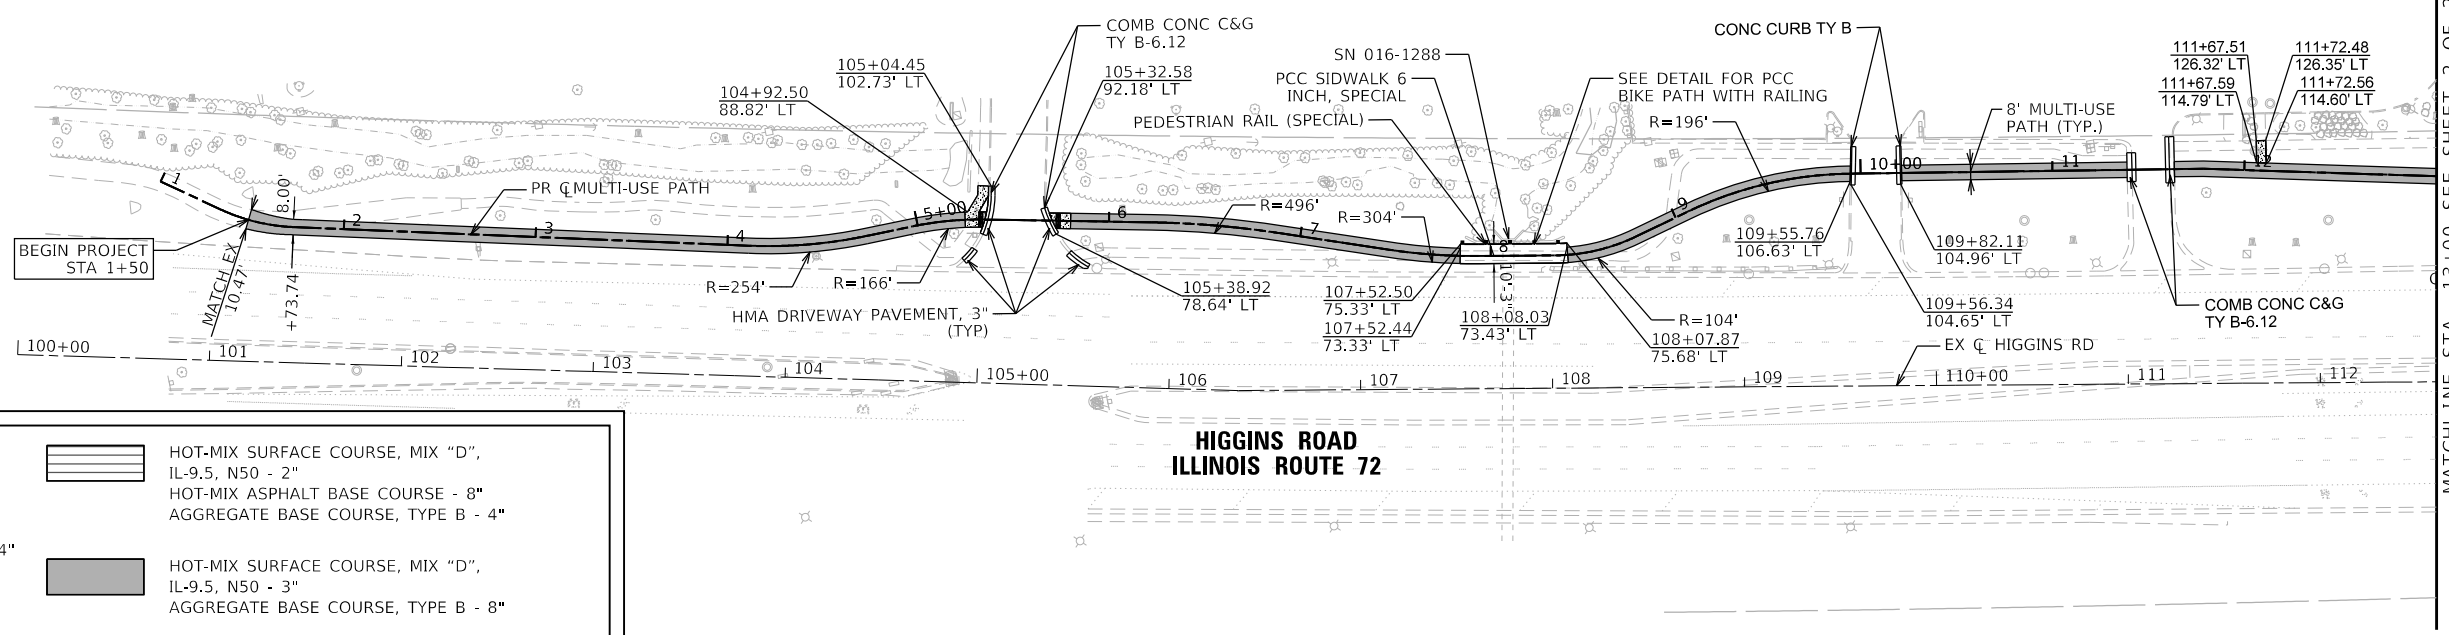 COMB CONC C&G
TY B-6.12
105+04.45
102.73' LT
104+92.50
88.82' LT
105+32.58
92.18' LT
SN 016-1288
PCC SIDWALK 6
INCH, SPECIAL
PEDESTRIAN RAIL (SPECIAL)
SEE DETAIL FOR PCC
BIKE PATH WITH RAILING
CONC CURB TY B
R=196'
8' MULTI-USE
PATH (TYP.)
111+67.51
126.32' LT
111+72.48
126.35' LT
111+67.59
114.79' LT
111+72.56
114.60' LT
1
2
3
4
5+00
6
7
8
9
10+00
11
12
8.00'
PR ℄ MULTI-USE PATH
BEGIN PROJECT
STA 1+50
MATCH EX
10.47'
+73.74
R=254'
R=166'
HMA DRIVEWAY PAVEMENT, 3"
(TYP)
R=496'
R=304'
105+38.92
78.64' LT
107+52.50
75.33' LT
107+52.44
73.33' LT
10'-3"
108+08.03
73.43' LT
108+07.87
75.68' LT
R=104'
109+55.76
106.63' LT
109+82.11
104.96' LT
109+56.34
104.65' LT
COMB CONC C&G
TY B-6.12
EX ℄ HIGGINS RD
100+00
101
102
103
104
105+00
106
107
108
109
110+00
111
112
HIGGINS ROAD
ILLINOIS ROUTE 72
HOT-MIX SURFACE COURSE, MIX "D",
IL-9.5, N50 - 2"
HOT-MIX ASPHALT BASE COURSE - 8"
AGGREGATE BASE COURSE, TYPE B - 4"
4"
HOT-MIX SURFACE COURSE, MIX "D",
IL-9.5, N50 - 3"
AGGREGATE BASE COURSE, TYPE B - 8"
MATCHLINE STA. 13+00 SEE SHEET 2 OF